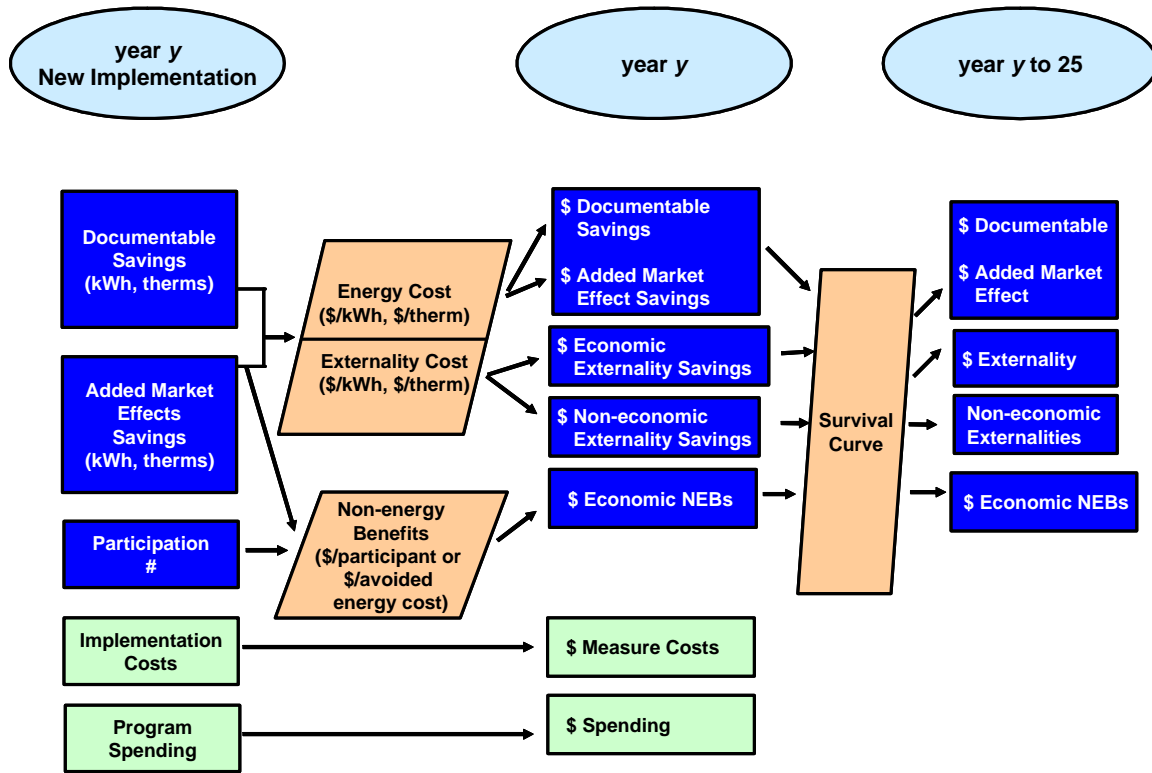 year y
New Implementation
year y
year y to 25
Documentable
Savings
(kWh, therms)
Added Market
Effects
Savings
(kWh, therms)
Participation
#
Implementation
Costs
Program
Spending
Energy Cost
($/kWh, $/therm)
Externality Cost
($/kWh, $/therm)
Non-energy
Benefits
($/participant or
$/avoided
energy cost)
$ Documentable
Savings
$ Added Market
Effect Savings
$ Economic
Externality Savings
$ Non-economic
Externality Savings
$ Economic NEBs
$ Measure Costs
$ Spending
Survival
Curve
$ Documentable
$ Added Market
Effect
$ Externality
Non-economic
Externalities
$ Economic NEBs